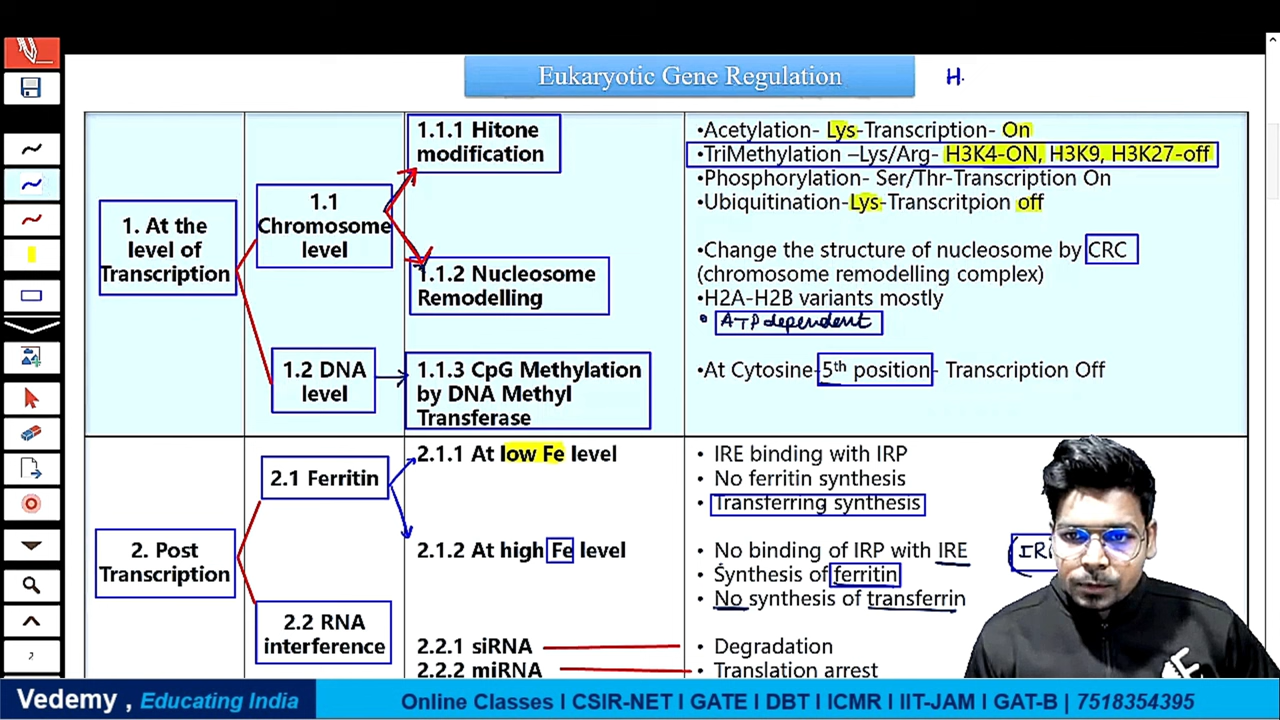 Eukaryotic Gene Regulation
H.
1. At the
level of
Transcription
1.1
Chromosome
level
1.1.1 Hitone
modification
•Acetylation- Lys-Transcription- On
•TriMethylation –Lys/Arg- H3K4-ON, H3K9, H3K27-off
•Phosphorylation- Ser/Thr-Transcription On
•Ubiquitination-Lys-Transcritpion off
1.1.2 Nucleosome
Remodelling
•Change the structure of nucleosome by CRC
(chromosome remodelling complex)
•H2A-H2B variants mostly
• ATP dependent
1.2 DNA
level
1.1.3 CpG Methylation
by DNA Methyl
Transferase
•At Cytosine-5th position- Transcription Off
2. Post
Transcription
2.1 Ferritin
2.1.1 At low Fe level
• IRE binding with IRP
• No ferritin synthesis
• Transferring synthesis
2.1.2 At high Fe level
• No binding of IRP with IRE
• Synthesis of ferritin
• No synthesis of transferrin
2.2 RNA
interference
2.2.1 siRNA
• Degradation
2.2.2 miRNA
• Translation arrest
2
Vedemy , Educating India
Online Classes I CSIR-NET I GATE I DBT I ICMR I IIT-JAM I GAT-B | 7518354395